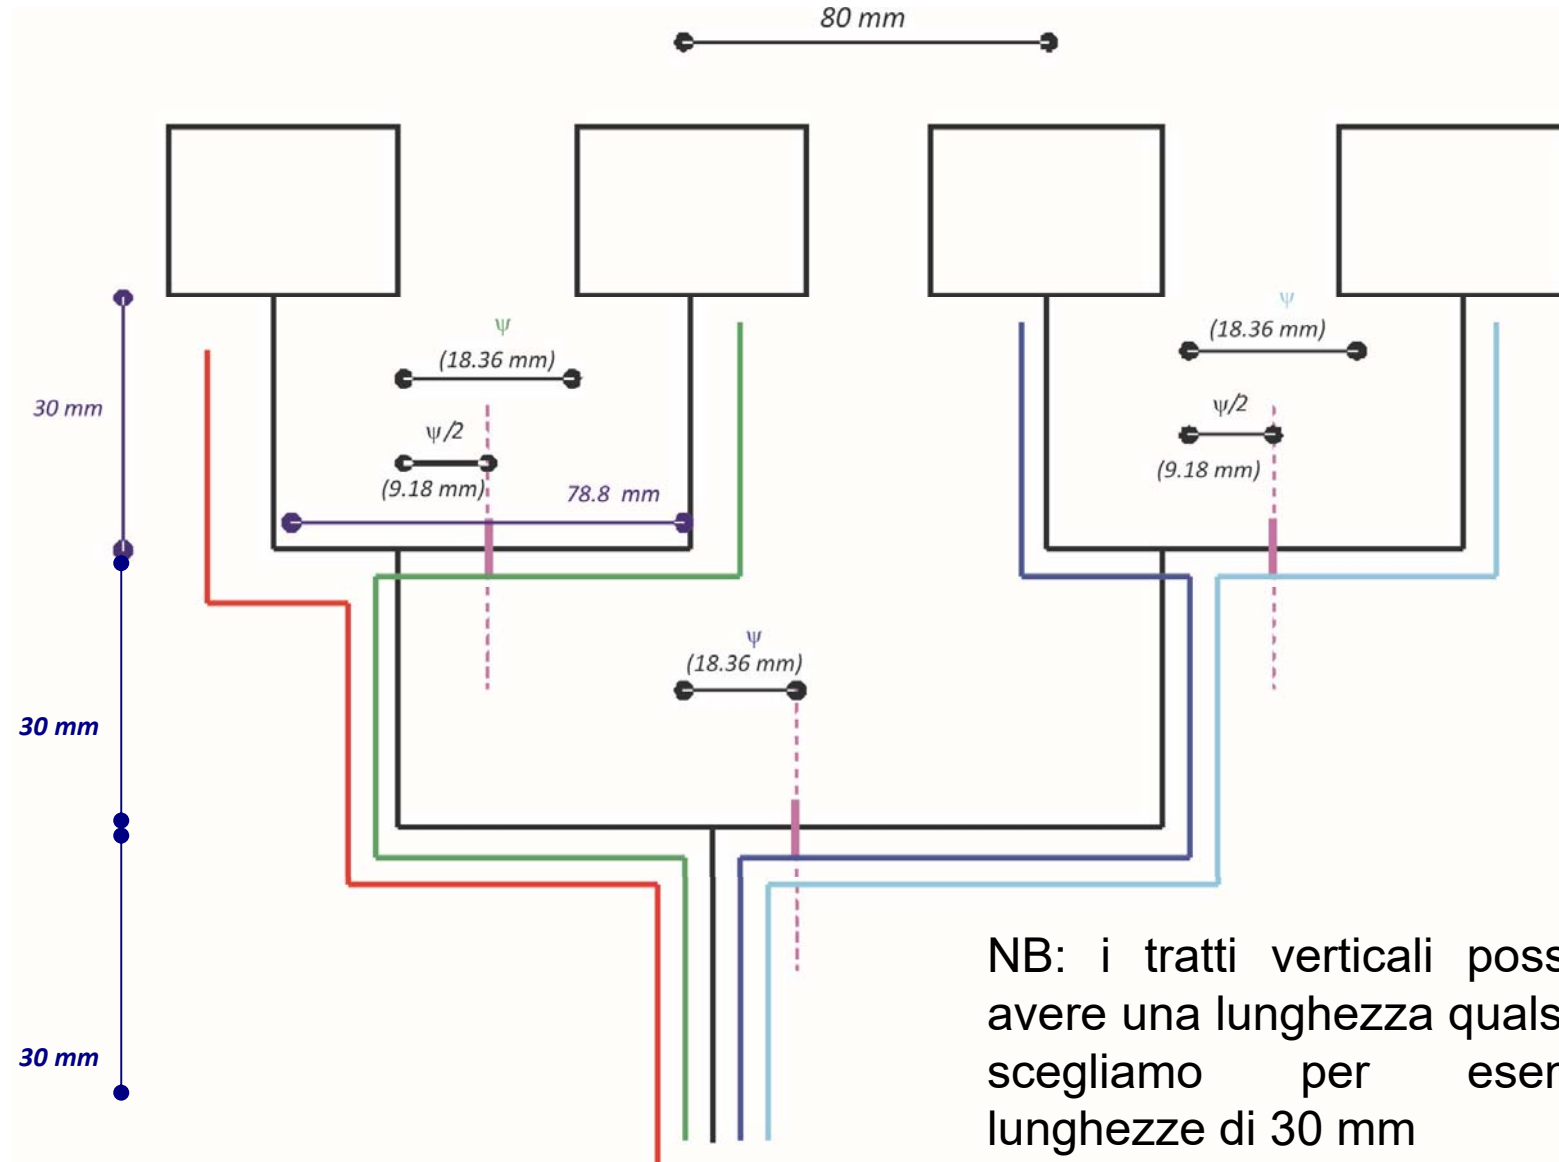 80 mm
ψ
(18.36 mm)
ψ
(18.36 mm)
30 mm
ψ/2
(9.18 mm)
ψ/2
(9.18 mm)
78.8 mm
ψ
(18.36 mm)
30 mm
30 mm
NB: i tratti verticali poss
avere una lunghezza quals
scegliamo per eser
lunghezze di 30 mm